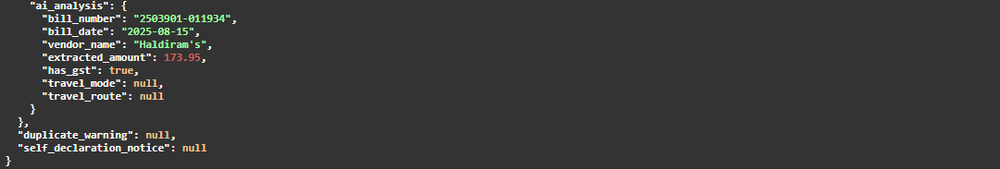 "ai_analysis": {
"bill_number": "2503901-011934",
"bill_date": "2025-08-15",
"vendor_name": "Haldiram's",
"extracted_amount": 173.95,
"has_gst": true,
"travel_mode": null,
"travel_route": null
}
},
"duplicate_warning": null,
"self_declaration_notice": null
}